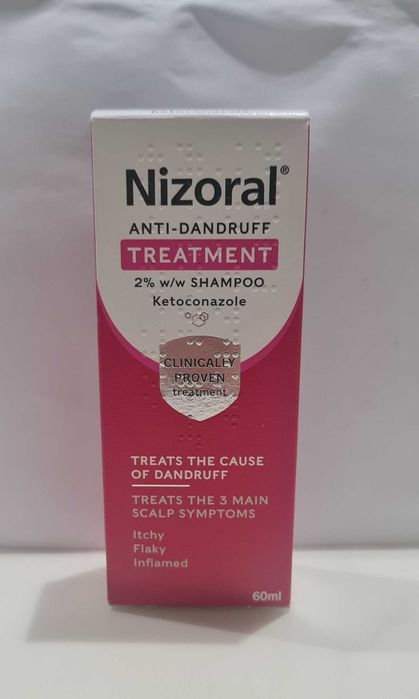 Nizoral®
ANTI-DANDRUFF
TREATMENT
2% w/w SHAMPOO
Ketoconazole
CLINICALLY
PROVEN
treatment
TREATS THE CAUSE
OF DANDRUFF
TREATS THE 3 MAIN
SCALP SYMPTOMS
Itchy
Flaky
Inflamed
60ml